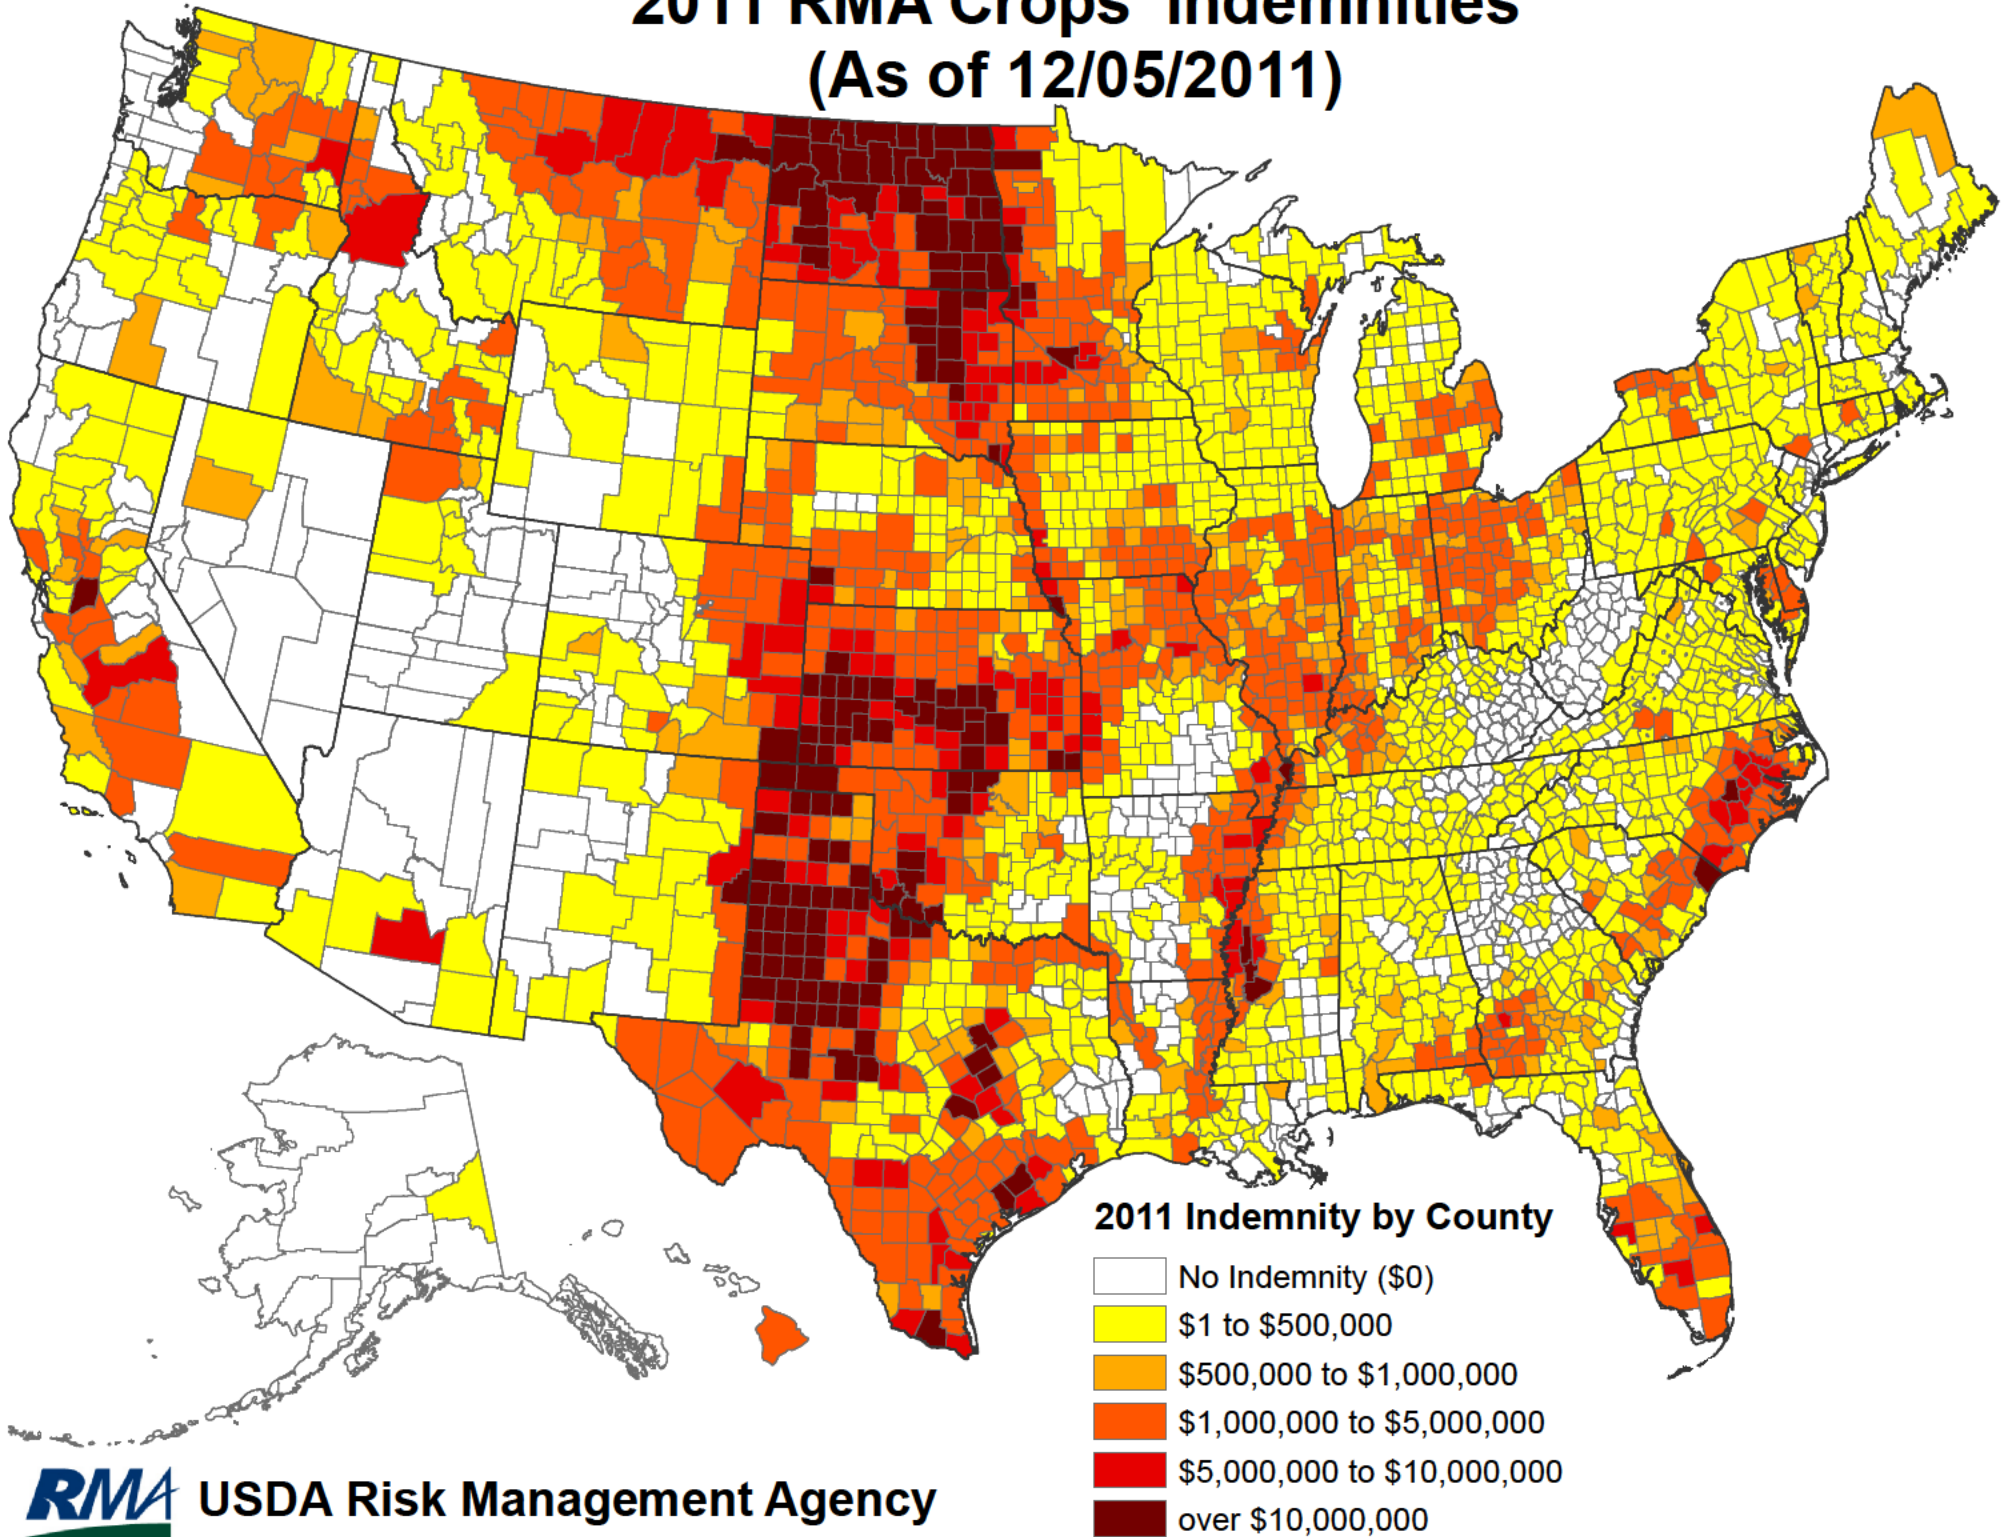 2011 RMA Crops' Indemnities
(As of 12/05/2011)
2011 Indemnity by County
No Indemnity ($0)
$1 to $500,000
$500,000 to $1,000,000
$1,000,000 to $5,000,000
$5,000,000 to $10,000,000
over $10,000,000
RMA USDA Risk Management Agency